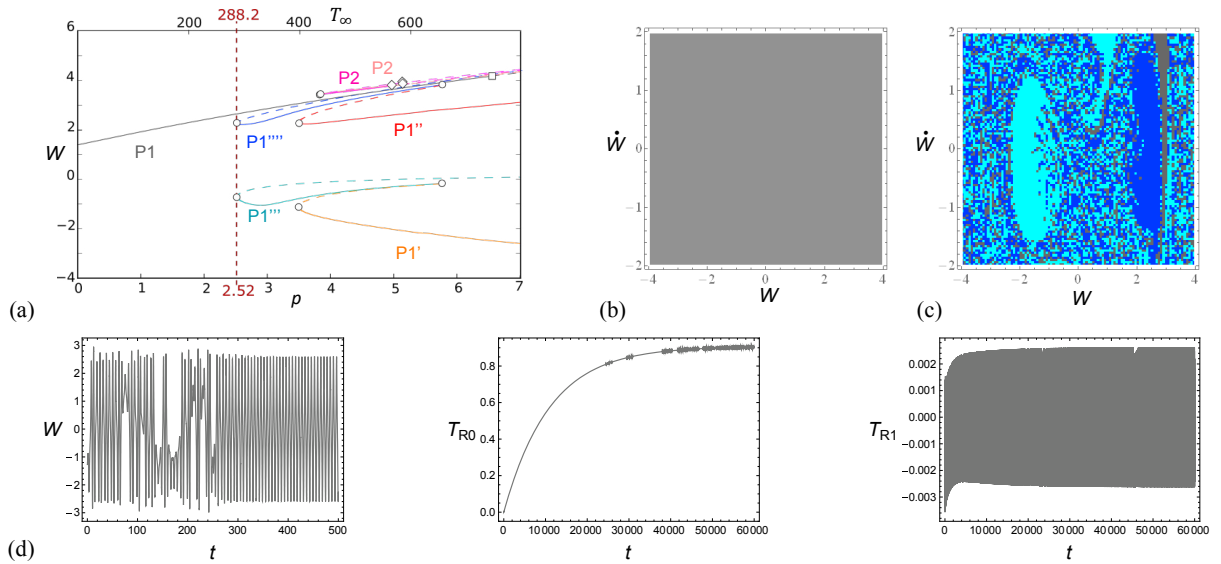 200 288.2 400 T∞ 600
6
4
2
0
−2
−4
W
P1
P2
P2
P1''''
P1''
P1'''
P1'
0 1 2 2.52 3 4 5 6 7
p
(a)
2
1
0
-1
-2
Ẇ
-4 -2 0 2 4
W
(b)
2
1
0
-1
-2
Ẇ
-4 -2 0 2 4
W
(c)
3
2
1
0
-1
-2
-3
W
0 100 200 300 400 500
t
(d)
0.8
0.6
0.4
0.2
0.0
TR0
0 10000 20000 30000 40000 50000 60000
t
0.002
0.001
0.000
-0.001
-0.002
-0.003
TR1
0 10000 20000 30000 40000 50000 60000
t